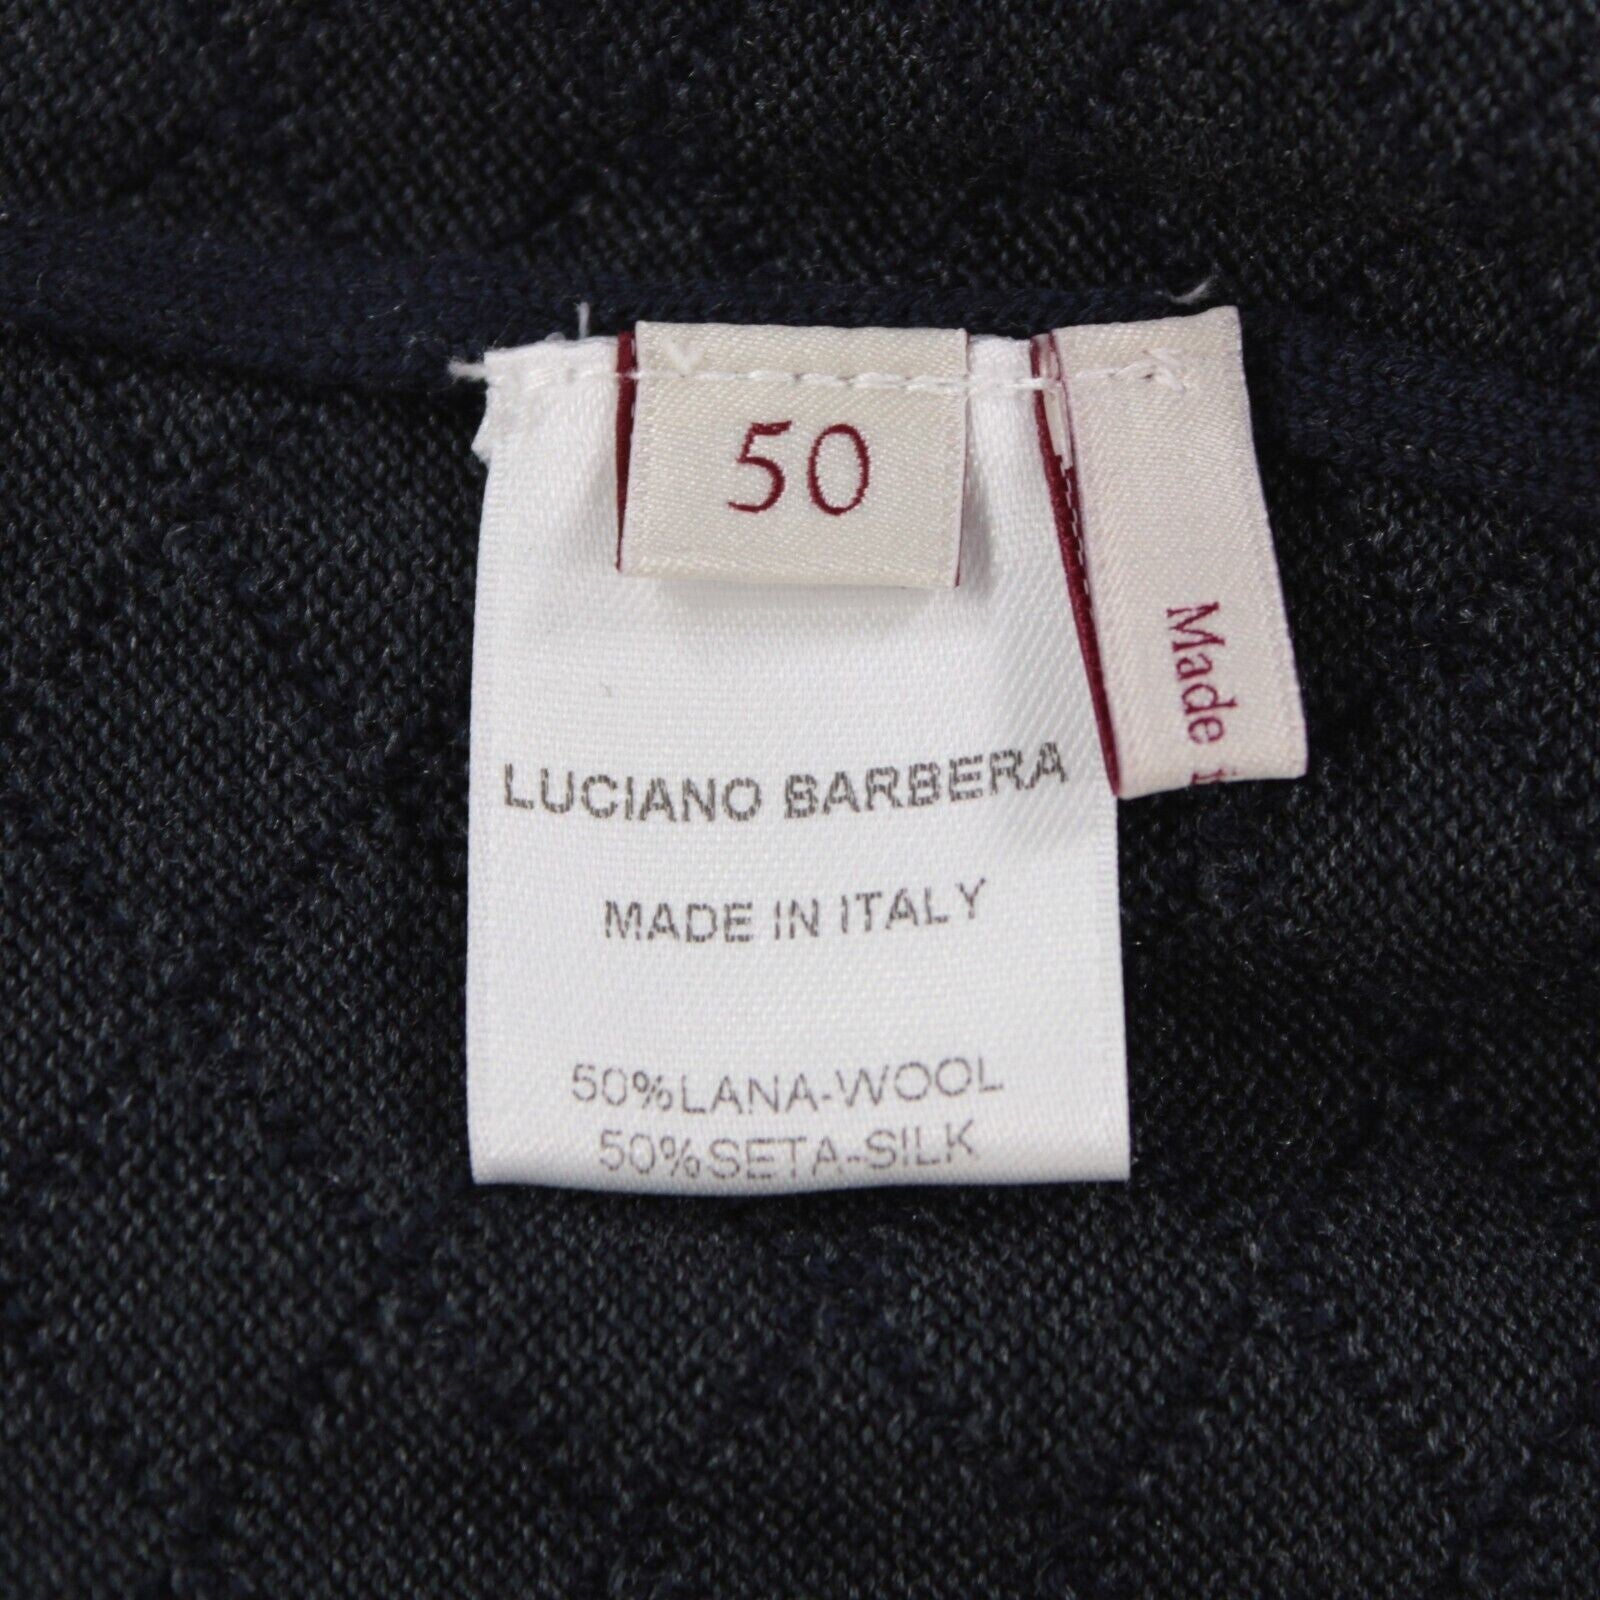 50
Made
LUCIANO BARBERA
MADE IN ITALY
50%LANA-WOOL
50%SETA-SILK